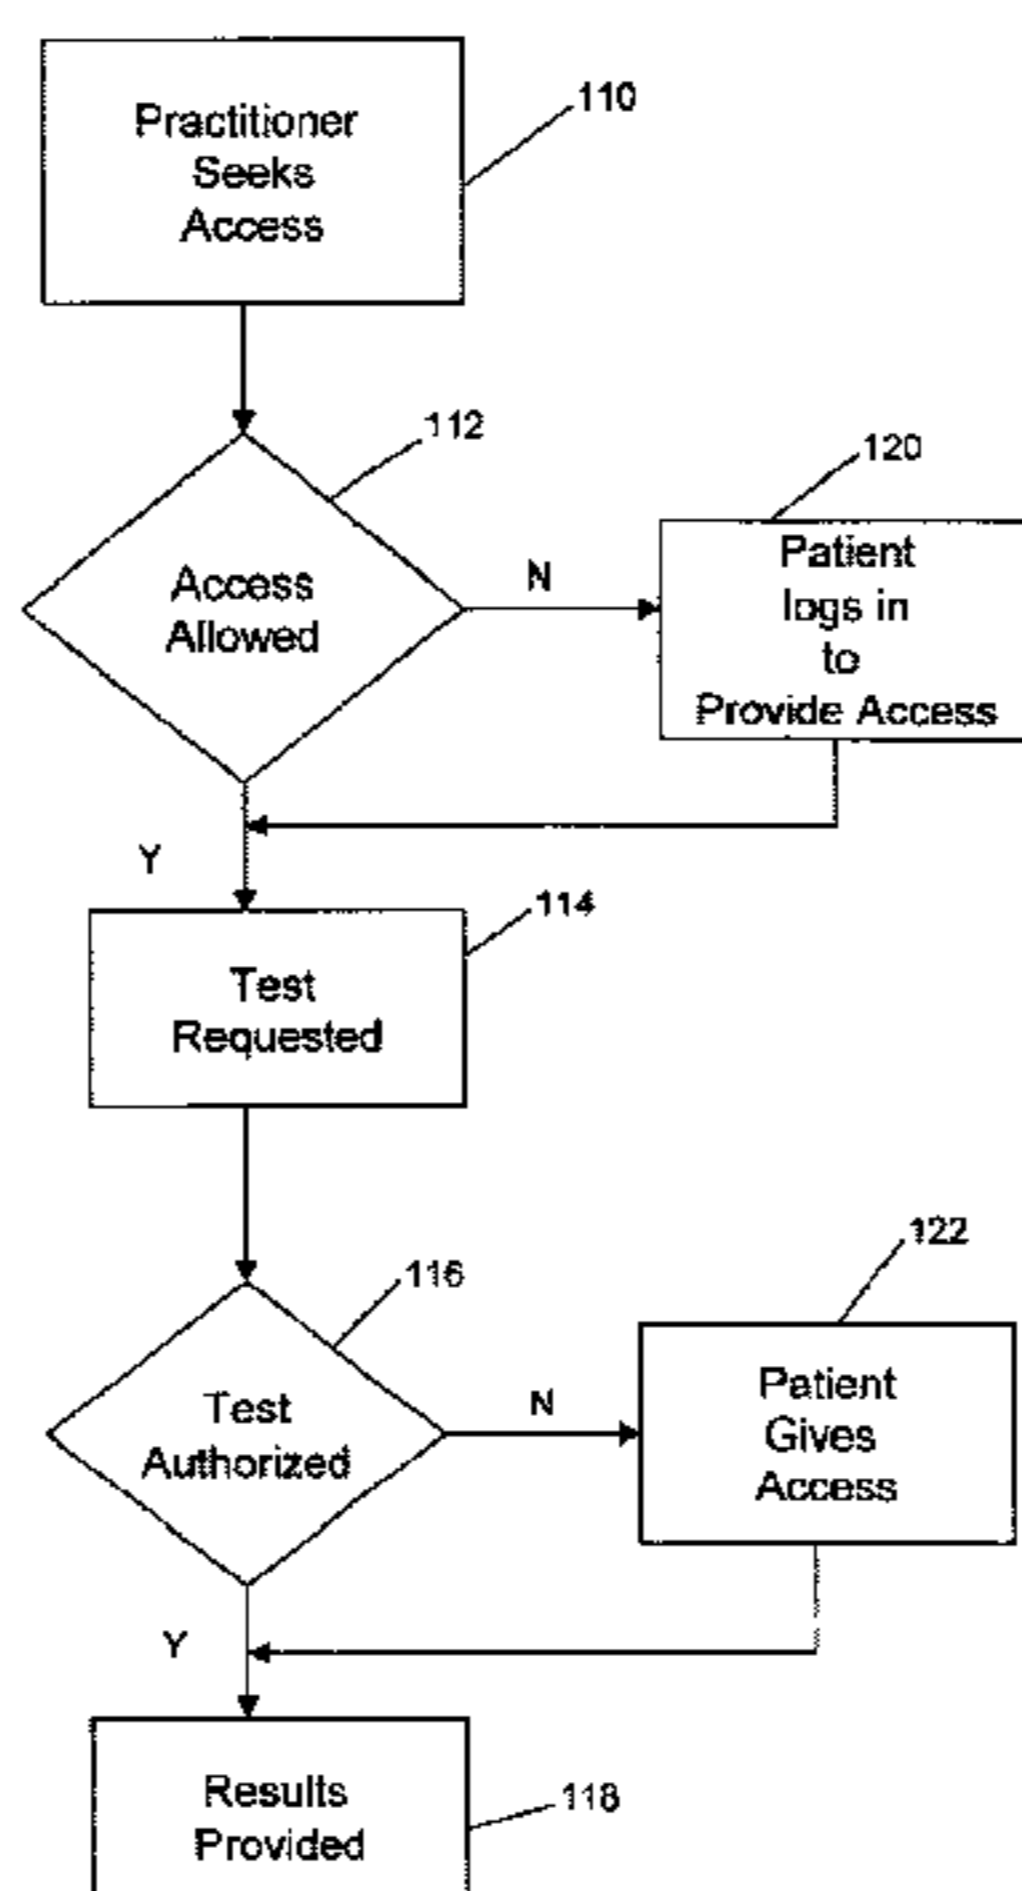 Practitioner
Seeks
Access
110
112
Access
Allowed
N
120
Patient
logs in
to
Provide Access
Y
114
Test
Requested
116
Test
Authorized
N
122
Patient
Gives
Access
Y
Results
Provided
118